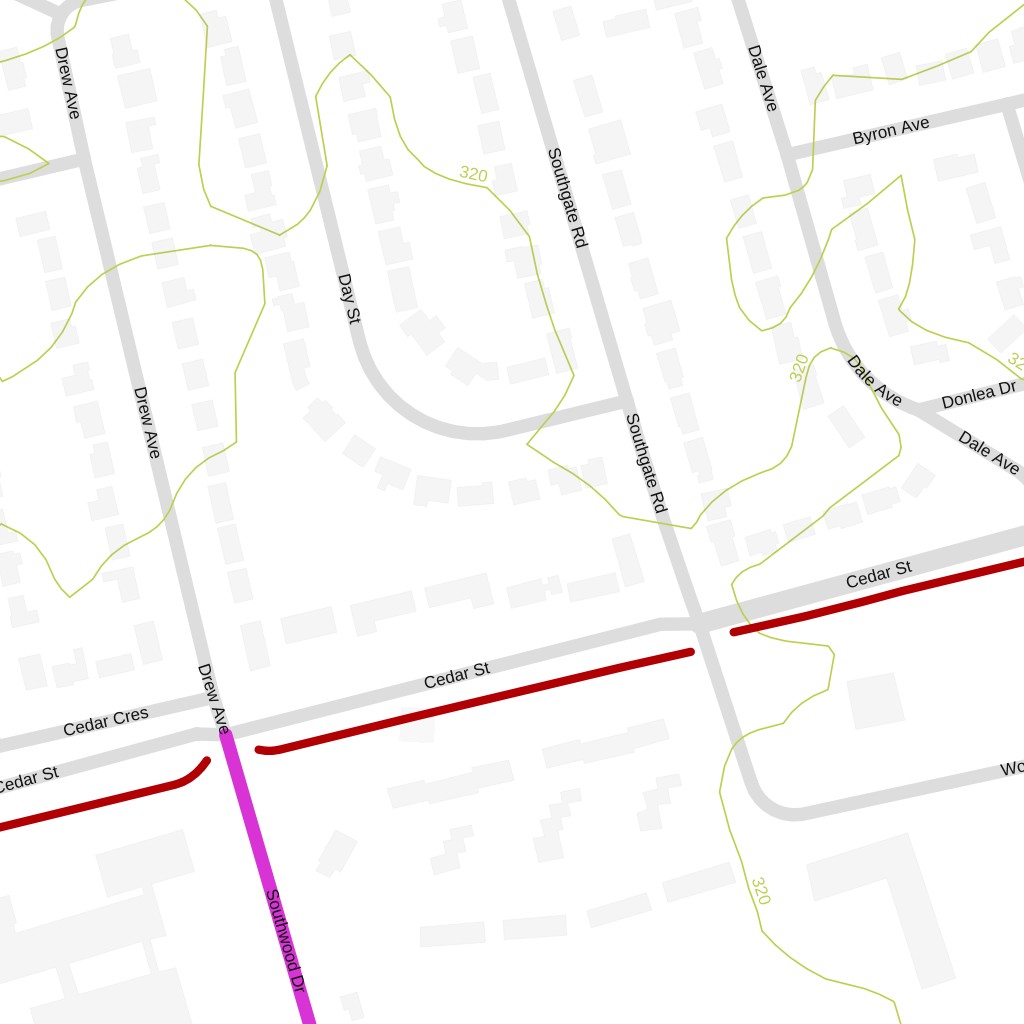 Drew Ave
Dale Ave
Byron Ave
320
Southgate Rd
Day St
320
Dale Ave
Donlea Dr
Drew Ave
Southgate Rd
Dale Ave
Cedar St
Cedar St
Drew Ave
Cedar Cres
Cedar St
320
Southwood Dr